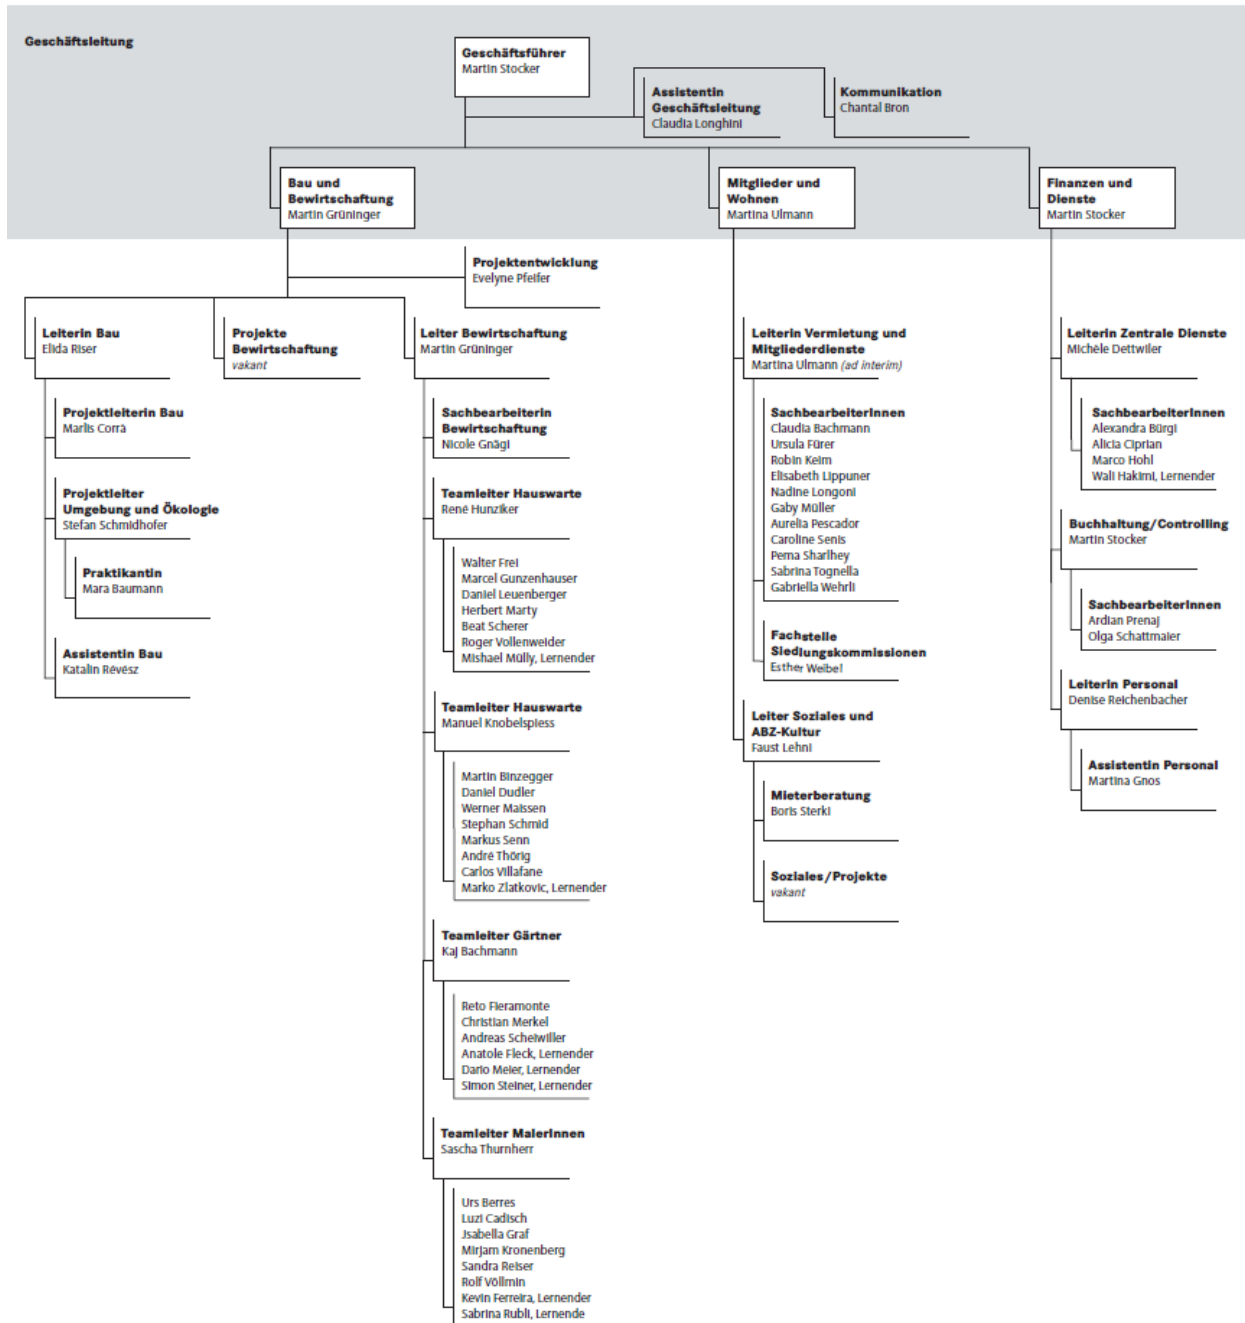 Geschäftsleitung
Geschäftsführer
Martin Stocker
Assistentin
Geschäftsleitung
Claudia Longhini
Kommunikation
Chantal Bron
Bau und
Bewirtschaftung
Martin Grüninger
Mitglieder und
Wohnen
Martina Ulmann
Finanzen und
Dienste
Martin Stocker
Projektentwicklung
Evelyne Pfeifer
Leiterin Bau
Elida Riser
Projektleiterin Bau
Marlis Corrà
Projektleiter
Umgebung und Ökologie
Stefan Schmidhofer
Praktikantin
Mara Baumann
Assistentin Bau
Katalin Révész
Projekte
Bewirtschaftung
vakant
Leiter Bewirtschaftung
Martin Grüninger
Sachbearbeiterin
Bewirtschaftung
Nicole Gnägi
Teamleiter Hauswarte
René Hunziker
Walter Frei
Marcel Gunzenhauser
Daniel Leuenberger
Herbert Marty
Beat Scherer
Roger Vollenweider
Mishael Mülly, Lernender
Teamleiter Hauswarte
Manuel Knobelspiess
Martin Binzegger
Daniel Dudler
Werner Maissen
Stephan Schmid
Markus Senn
André Thörig
Carlos Villafane
Marko Zlatkovic, Lernender
Teamleiter Gärtner
Kaj Bachmann
Reto Fieramonte
Christian Merkel
Andreas Scheiwiller
Anatole Fleck, Lernender
Dario Meier, Lernender
Simon Steiner, Lernender
Teamleiter MalerInnen
Sascha Thurnherr
Urs Berres
Luzi Cadisch
Jsabella Graf
Mirjam Kronenberg
Sandra Reiser
Rolf Völlmin
Kevin Ferreira, Lernender
Sabrina Rubli, Lernende
Leiterin Vermietung und
Mitgliederdienste
Martina Ulmann (ad interim)
SachbearbeiterInnen
Claudia Bachmann
Ursula Fürer
Robin Keim
Elisabeth Lippuner
Nadine Longoni
Gaby Müller
Aurelia Pescador
Caroline Senis
Pema Sharlhey
Sabrina Tognella
Gabriella Wehrli
Fachstelle
Siedlungskommissionen
Esther Weibel
Leiter Soziales und
ABZ-Kultur
Faust Lehni
Mieterberatung
Boris Sterki
Soziales/Projekte
vakant
Leiterin Zentrale Dienste
Michèle Dettwiler
SachbearbeiterInnen
Alexandra Bürgi
Alicia Ciprian
Marco Hohl
Wali Hakimi, Lernender
Buchhaltung/Controlling
Martin Stocker
SachbearbeiterInnen
Ardian Prenaj
Olga Schattmaier
Leiterin Personal
Denise Reichenbacher
Assistentin Personal
Martina Gnos